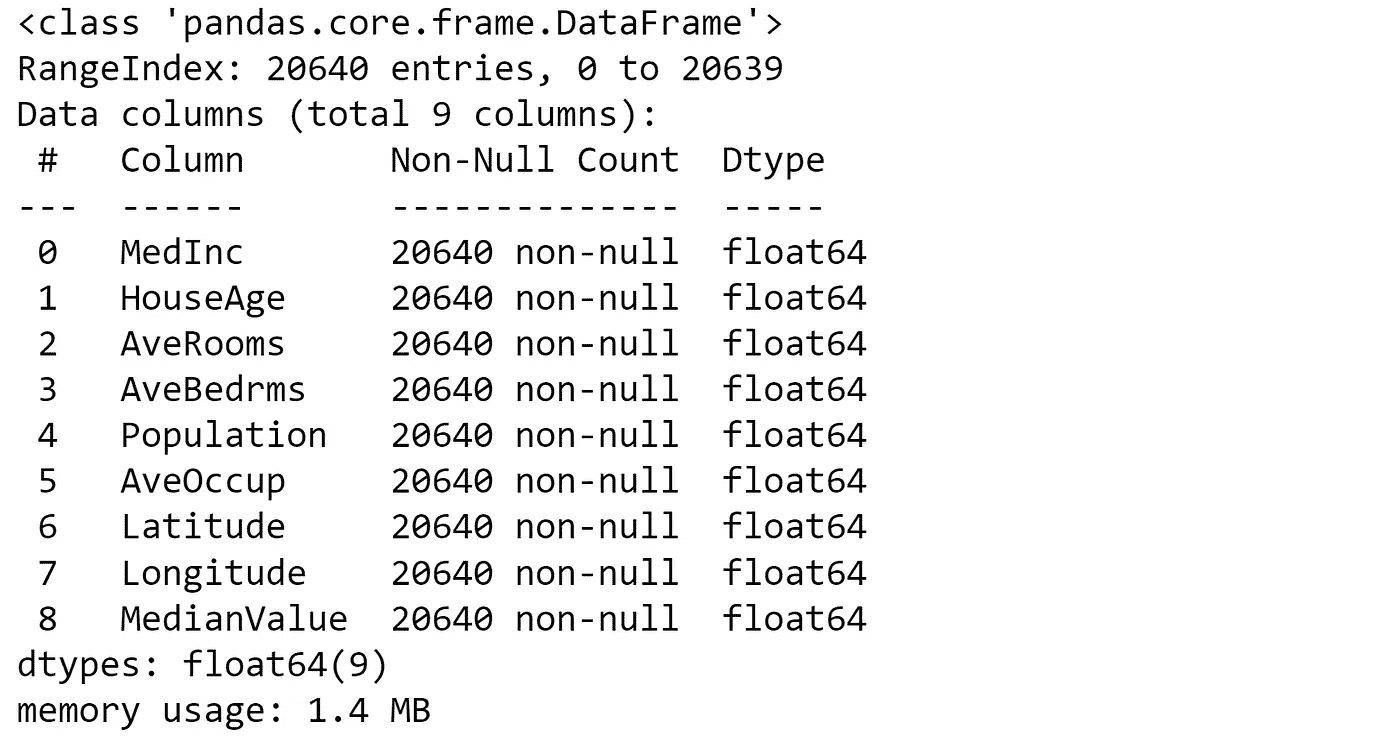 <class 'pandas.core.frame.DataFrame'>
RangeIndex: 20640 entries, 0 to 20639
Data columns (total 9 columns):
 #   Column       Non-Null Count  Dtype
---  ------       --------------  -----
 0   MedInc       20640 non-null  float64
 1   HouseAge     20640 non-null  float64
 2   AveRooms     20640 non-null  float64
 3   AveBedrms    20640 non-null  float64
 4   Population   20640 non-null  float64
 5   AveOccup     20640 non-null  float64
 6   Latitude     20640 non-null  float64
 7   Longitude    20640 non-null  float64
 8   MedianValue  20640 non-null  float64
dtypes: float64(9)
memory usage: 1.4 MB